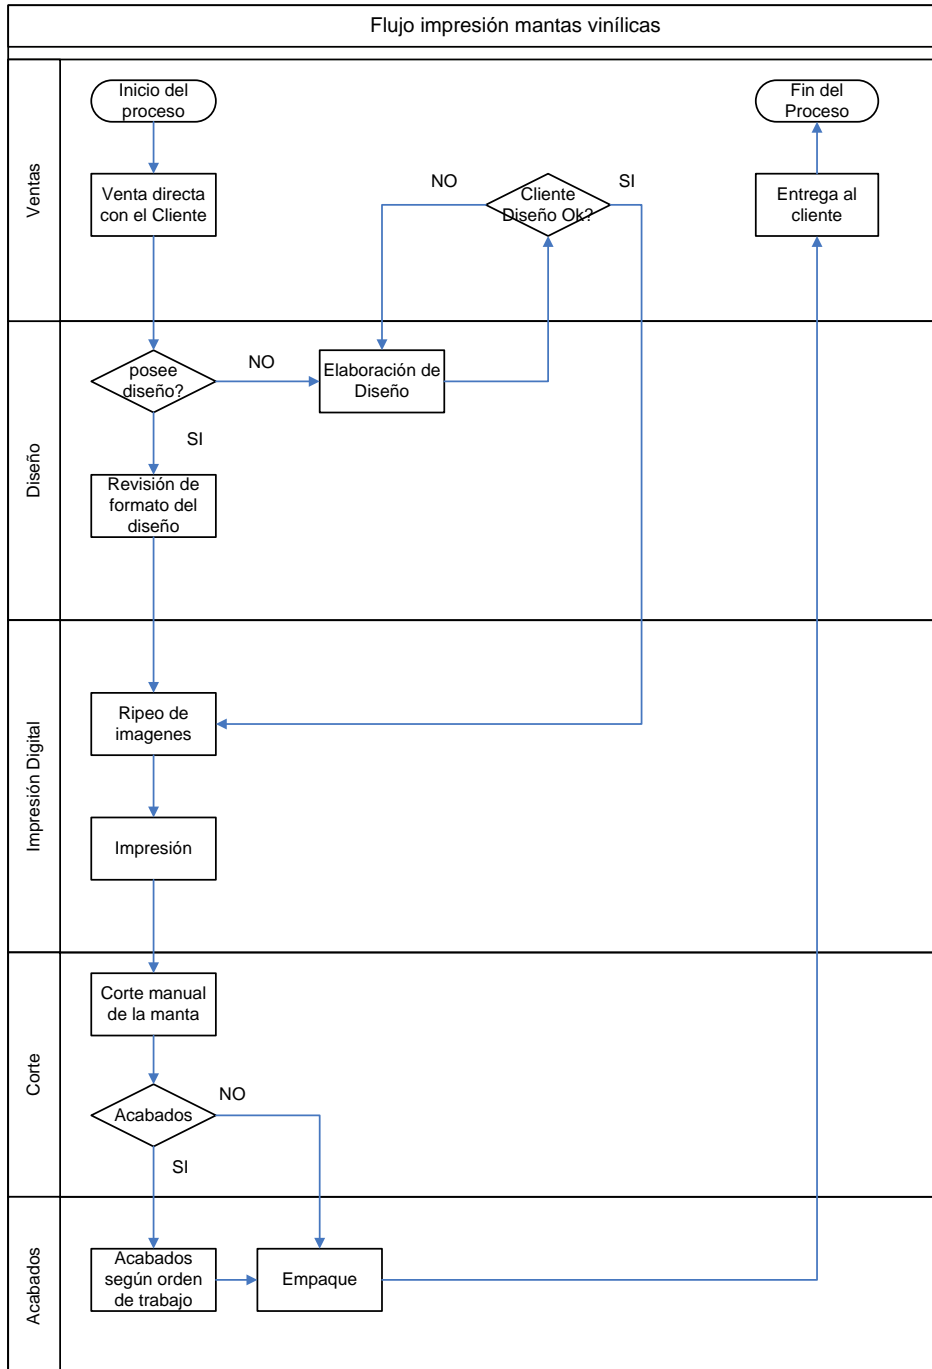 Flujo impresión mantas vinílicas
Ventas
Inicio del
proceso
Fin del
Proceso
Venta directa
con el Cliente
NO
Cliente
Diseño Ok?
SI
Entrega al
cliente
Diseño
posee
diseño?
NO
Elaboración de
Diseño
SI
Revisión de
formato del
diseño
Impresión Digital
Ripeo de
imagenes
Impresión
Corte
Corte manual
de la manta
Acabados
NO
SI
Acabados
Acabados
según orden
de trabajo
Empaque